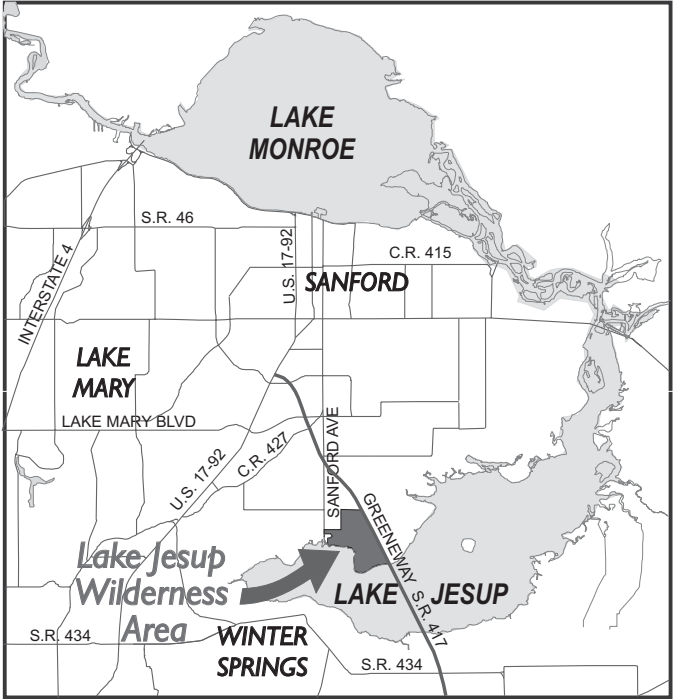 LAKE
MONROE
S.R. 46
U.S. 17-92
C.R. 415
SANFORD
INTERSTATE 4
LAKE
MARY
LAKE MARY BLVD
U.S. 17-92
C.R. 427
SANFORD AVE
GREENEWAY S.R. 417
Lake Jesup
Wilderness
Area
LAKE JESUP
S.R. 434
WINTER
SPRINGS
S.R. 434